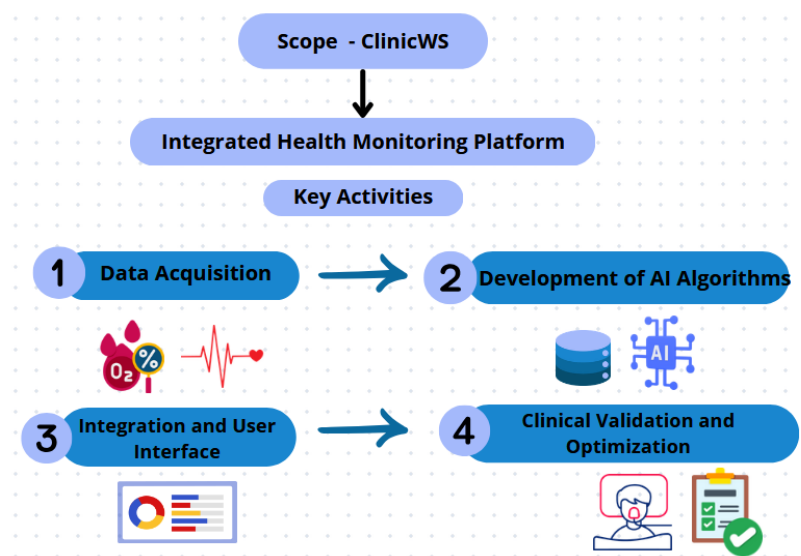 Scope - ClinicWS
Integrated Health Monitoring Platform
Key Activities
1 Data Acquisition
2 Development of AI Algorithms
O2 %
AI
3 Integration and User
Interface
4 Clinical Validation and
Optimization